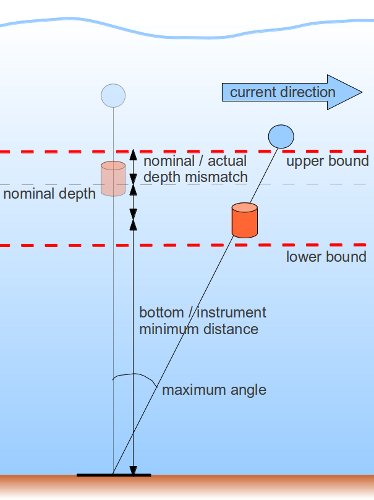 current direction
nominal / actual
depth mismatch
upper bound
nominal depth
lower bound
bottom / instrument
minimum distance
maximum angle